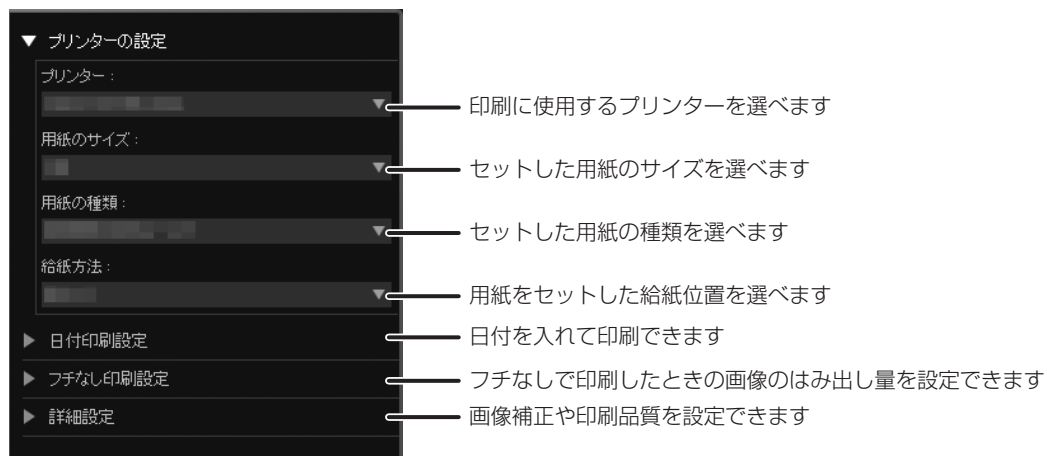 ▼ プリンターの設定
プリンター：
印刷に使用するプリンターを選べます
用紙のサイズ：
セットした用紙のサイズを選べます
用紙の種類：
セットした用紙の種類を選べます
給紙方法：
用紙をセットした給紙位置を選べます
▶ 日付印刷設定
日付を入れて印刷できます
▶ フチなし印刷設定
フチなしで印刷したときの画像のはみ出し量を設定できます
▶ 詳細設定
画像補正や印刷品質を設定できます